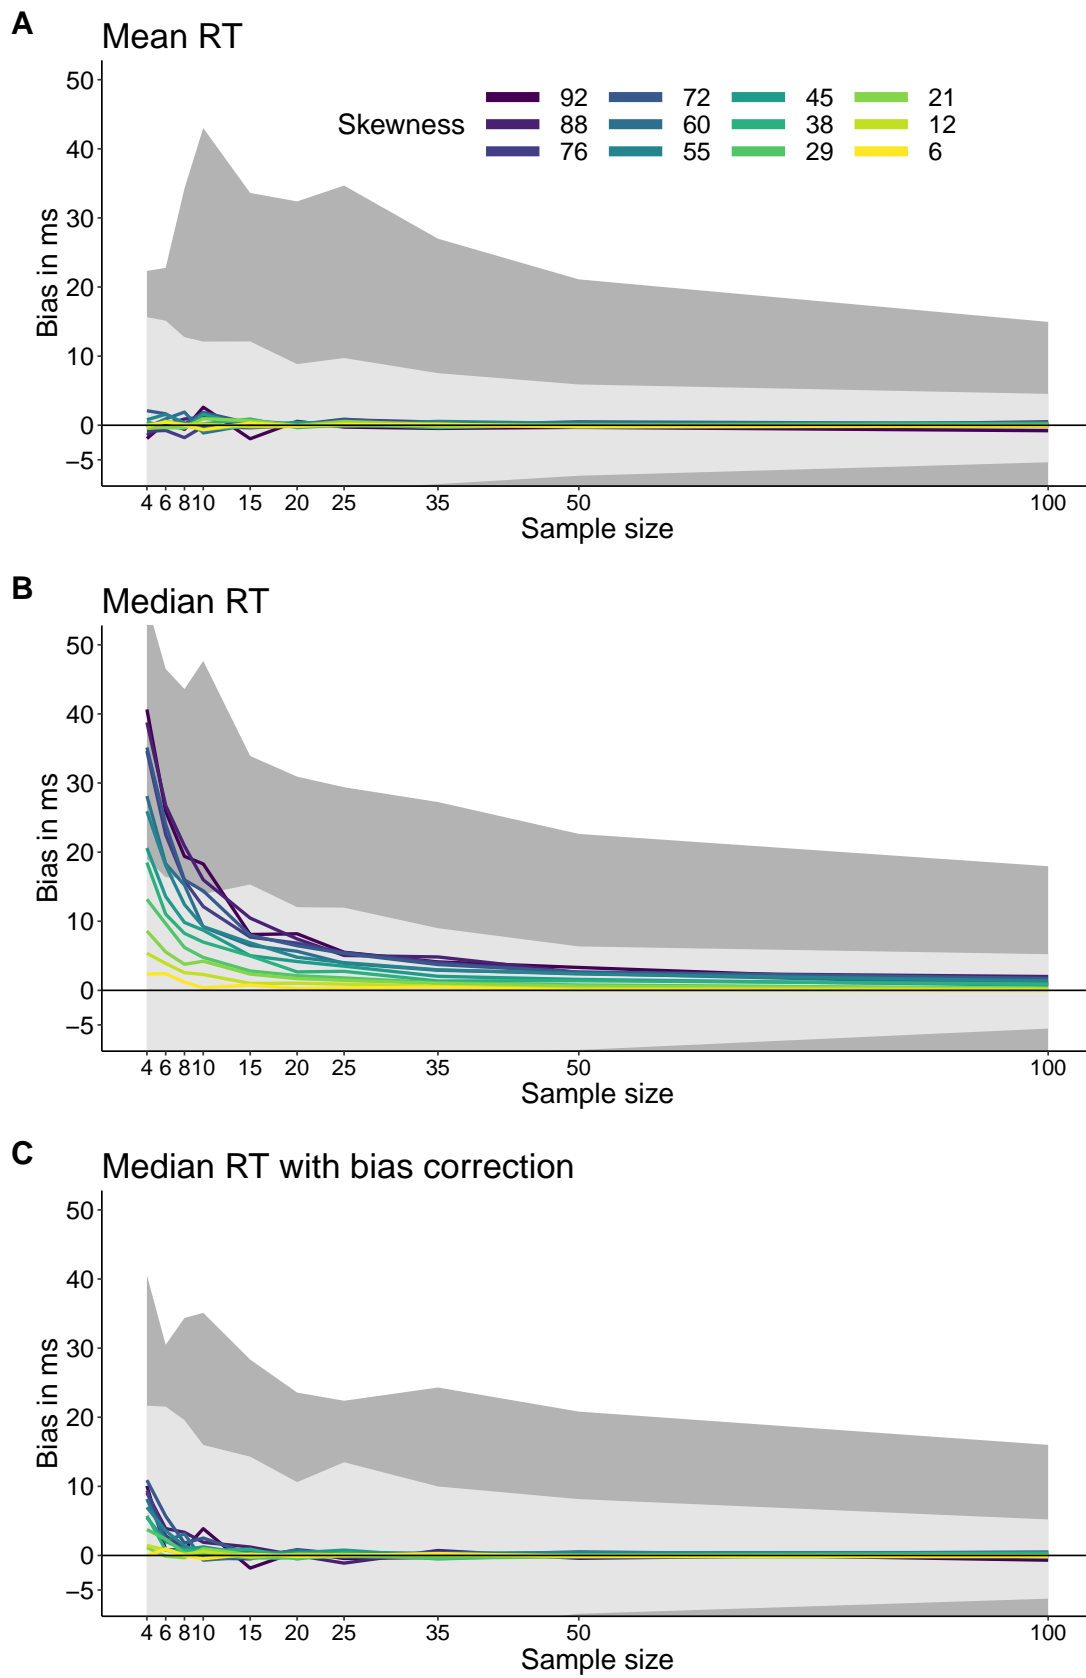 A
Mean RT
50
40
30
20
10
0
−5
Bias in ms
Skewness
92 72 45 21
88 60 38 12
76 55 29 6
4 6 8 10 15 20 25 35 50 100
Sample size
B
Median RT
50
40
30
20
10
0
−5
Bias in ms
4 6 8 10 15 20 25 35 50 100
Sample size
C
Median RT with bias correction
50
40
30
20
10
0
−5
Bias in ms
4 6 8 10 15 20 25 35 50 100
Sample size